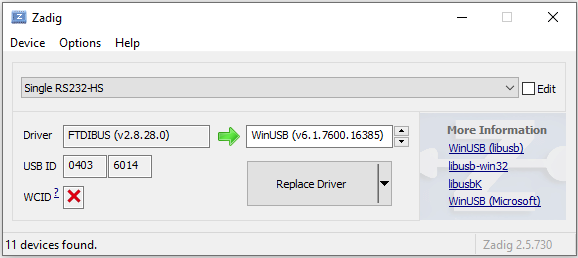 Zadig
Device Options Help
Single RS232-HS Edit
Driver FTDIBUS (v2.8.28.0) WinUSB (v6.1.7600.16385)
USB ID 0403 6014
WCID ?
Replace Driver
More Information
WinUSB (libusb)
libusb-win32
libusbK
WinUSB (Microsoft)
11 devices found. Zadig 2.5.730